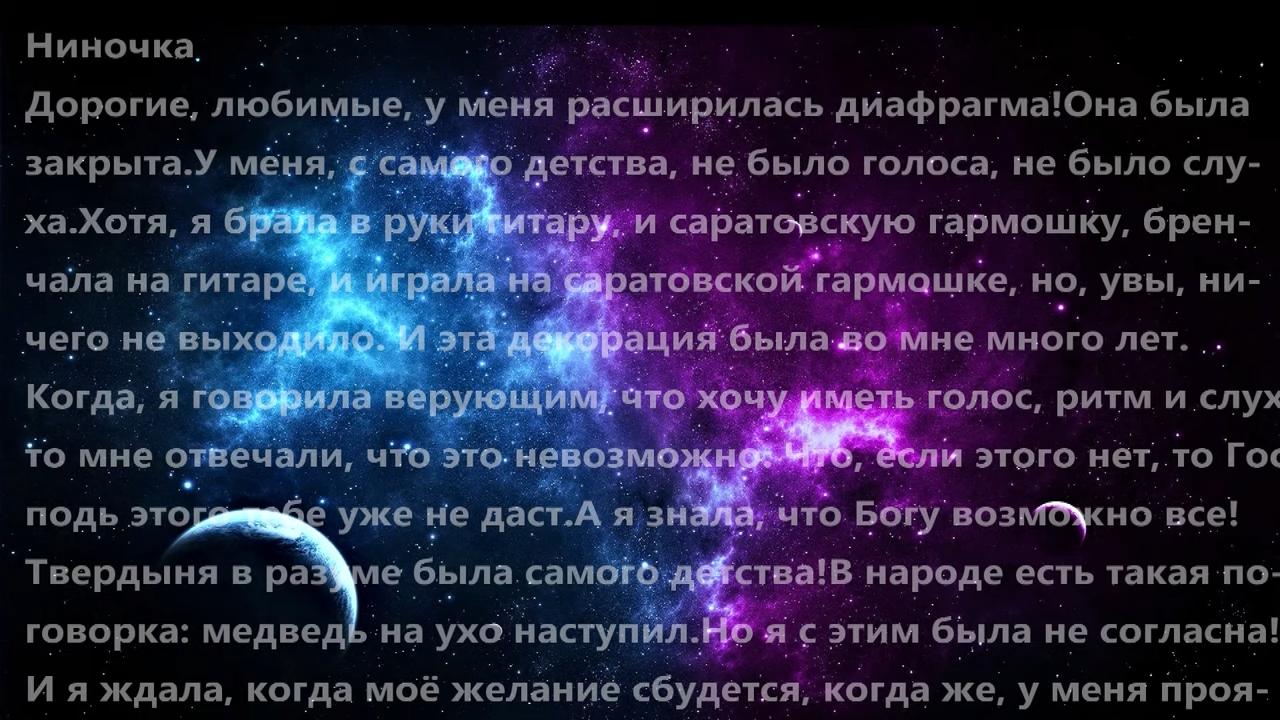 Ниночка
Дорогие, любимые, у меня расширилась диафрагма!Она была
закрыта.У меня, с самого детства, не было голоса, не было слу-
ха.Хотя, я брала в руки гитару, и саратовскую гармошку, брен-
чала на гитаре, и играла на саратовской гармошке, но, увы, ни-
чего не выходило. И эта декорация была во мне много лет.
Когда, я говорила верующим, что хочу иметь голос, ритм и слух
то мне отвечали, что это невозможно. Что, если этого нет, то Гос
подь этого тебе уже не даст.А я знала, что Богу возможно все!
Твердыня в разуме была самого детства!В народе есть такая по-
говорка: медведь на ухо наступил.Но я с этим была не согласна!
И я ждала, когда моё желание сбудется, когда же, у меня проя-